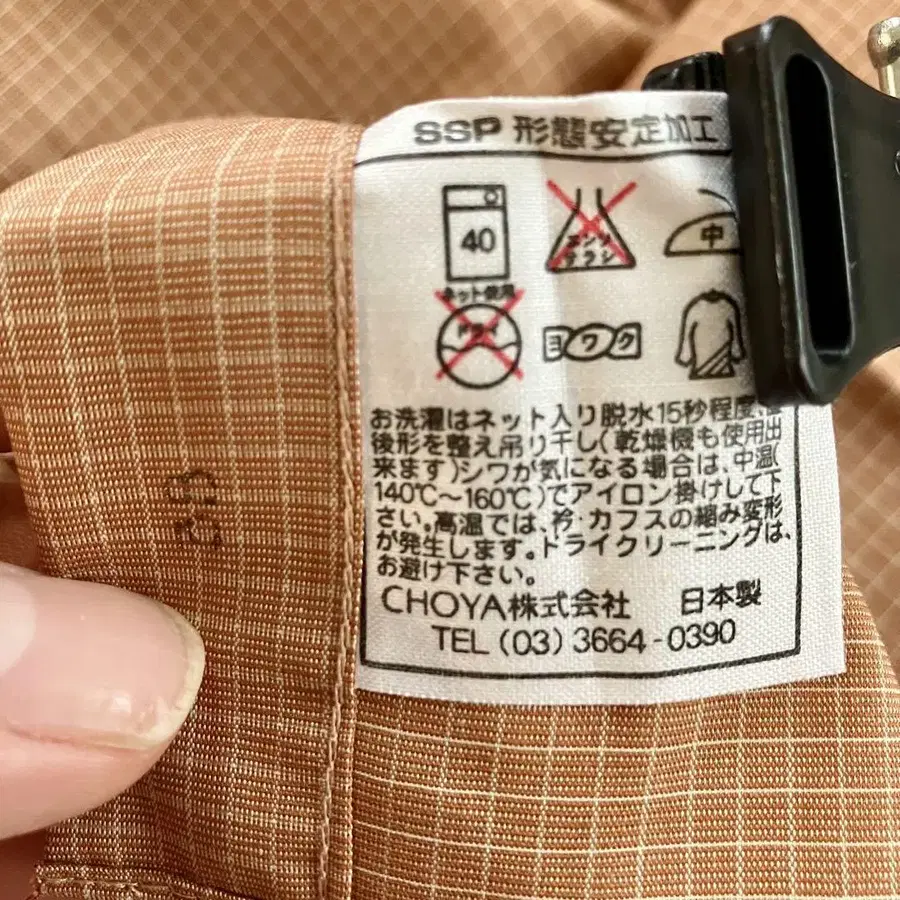 SSP 形態安定加工
40
エンソ
サラシ
中
ネット使用
ドライ
ヨワク
お洗濯はネット入り脱水15秒程度、
後形を整え吊り干し(乾燥機も使用出
来ます)シワが気になる場合は、中温(
140℃~160℃)でアイロン掛けして下
さい。高温では、衿·カフスの縮み変形
が発生します。ドライクリーニングは、
お避け下さい。
CHOYA株式会社 日本製
TEL (03) 3664-0390